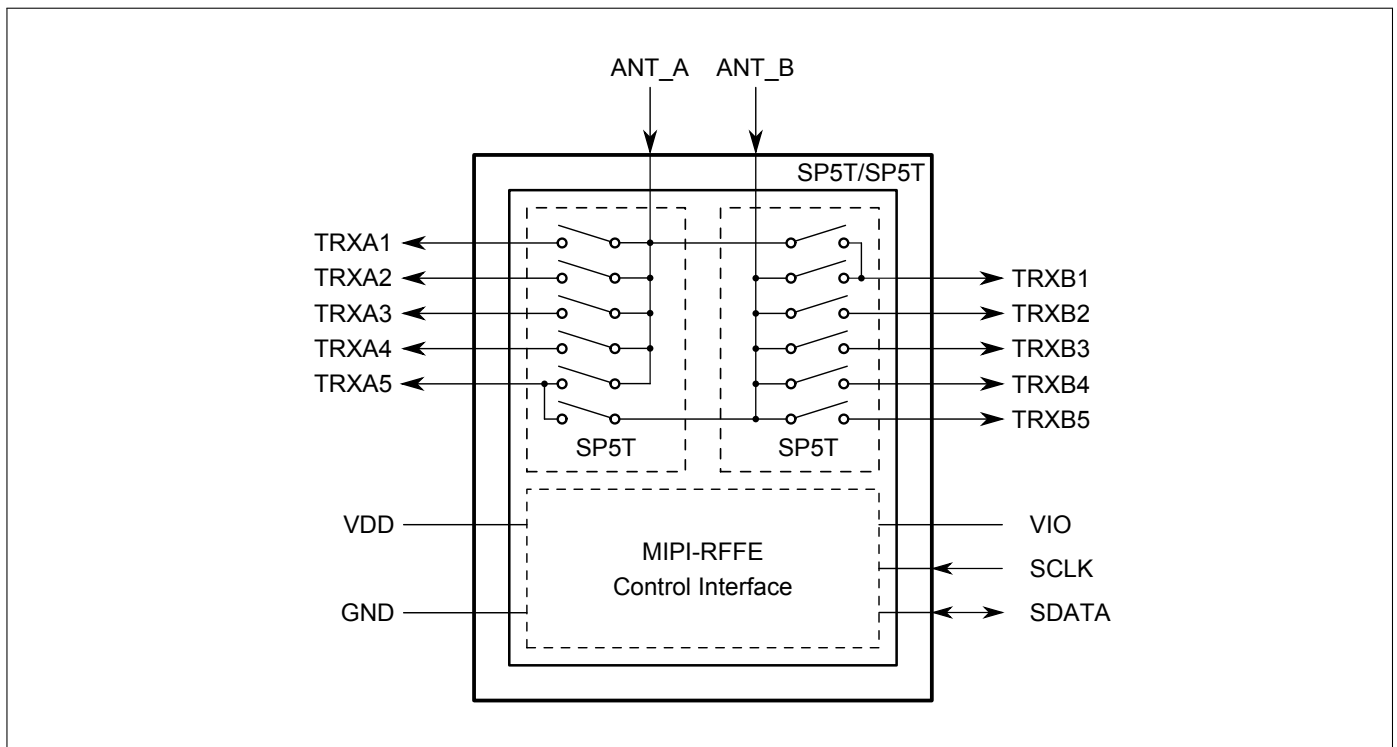 ANT_A ANT_B
SP5T/SP5T
TRXA1
TRXA2
TRXA3
TRXA4
TRXA5
TRXB1
TRXB2
TRXB3
TRXB4
TRXB5
SP5T SP5T
VDD
GND
MIPI-RFFE
Control Interface
VIO
SCLK
SDATA